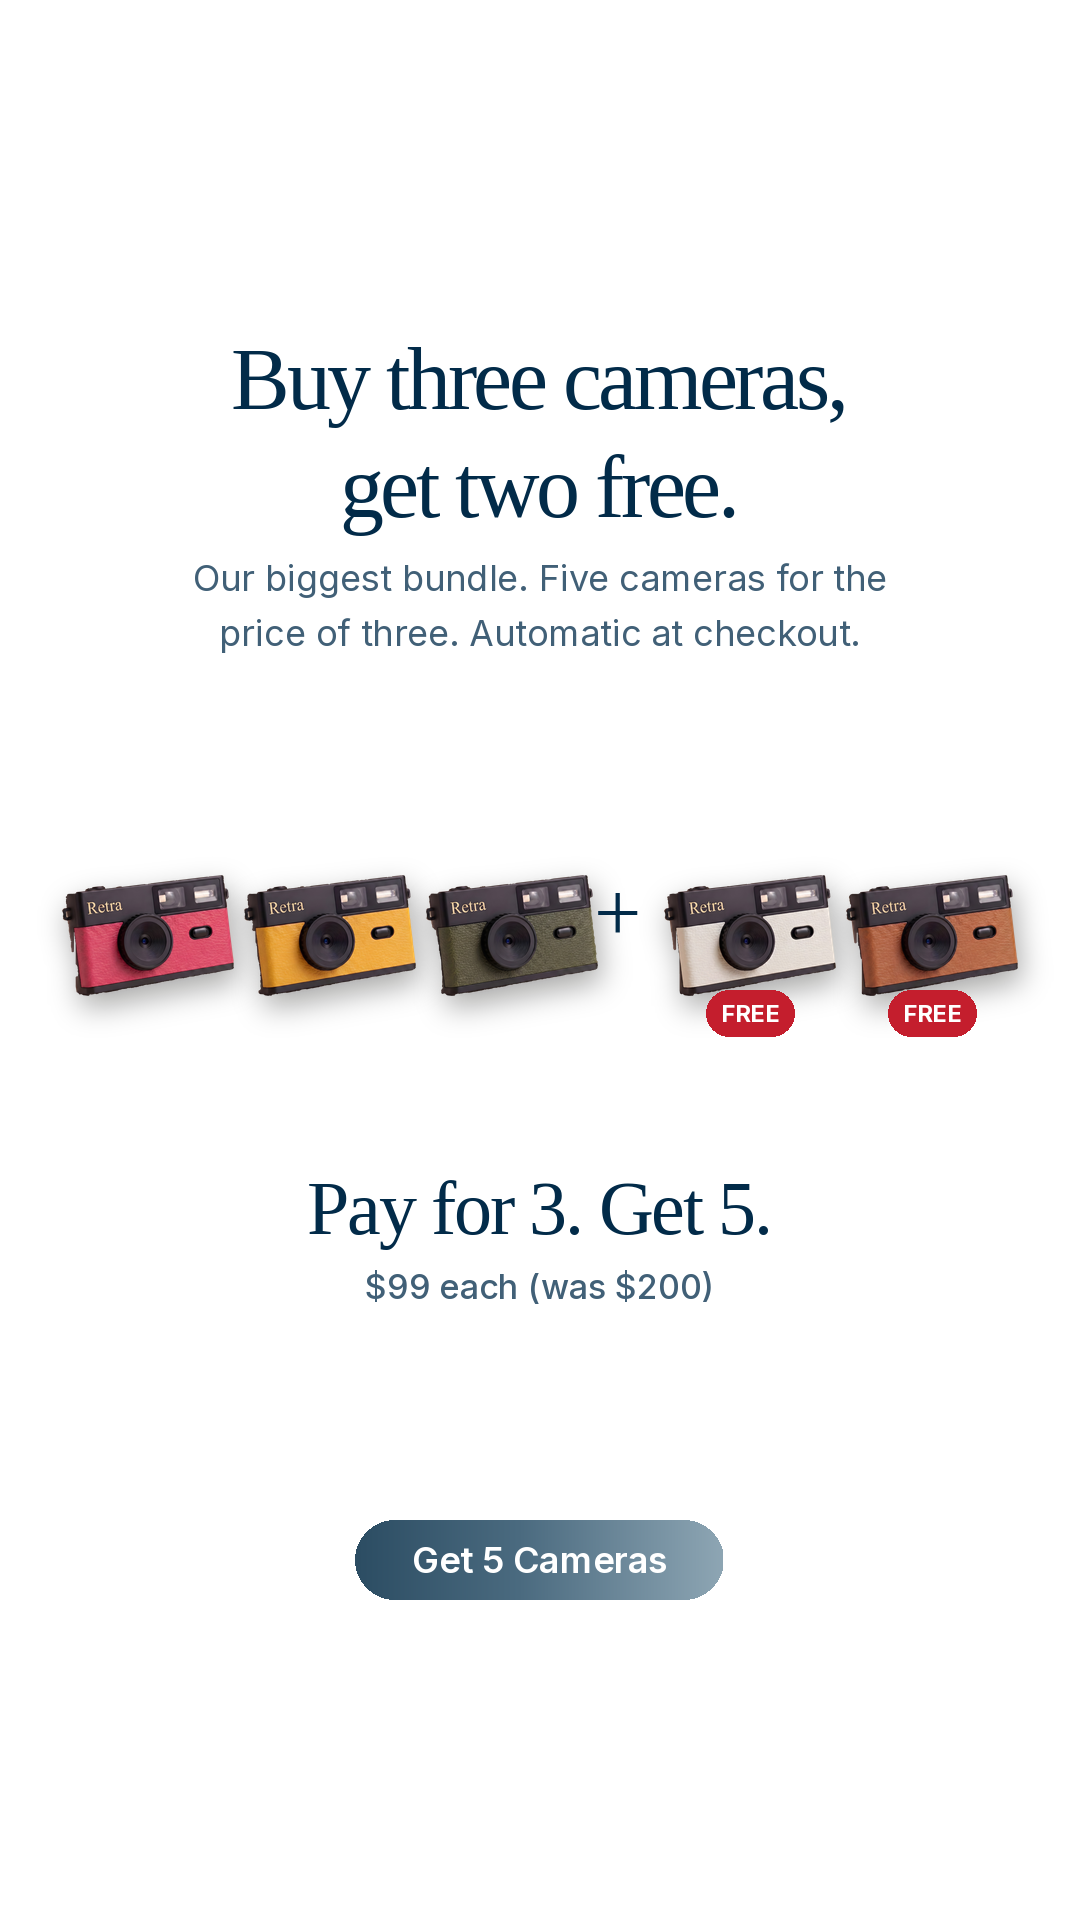 Buy three cameras,
get two free.
Our biggest bundle. Five cameras for the
price of three. Automatic at checkout.
Retra
Retra
Retra
+
Retra
Retra
FREE
FREE
Pay for 3. Get 5.
$99 each (was $200)
Get 5 Cameras